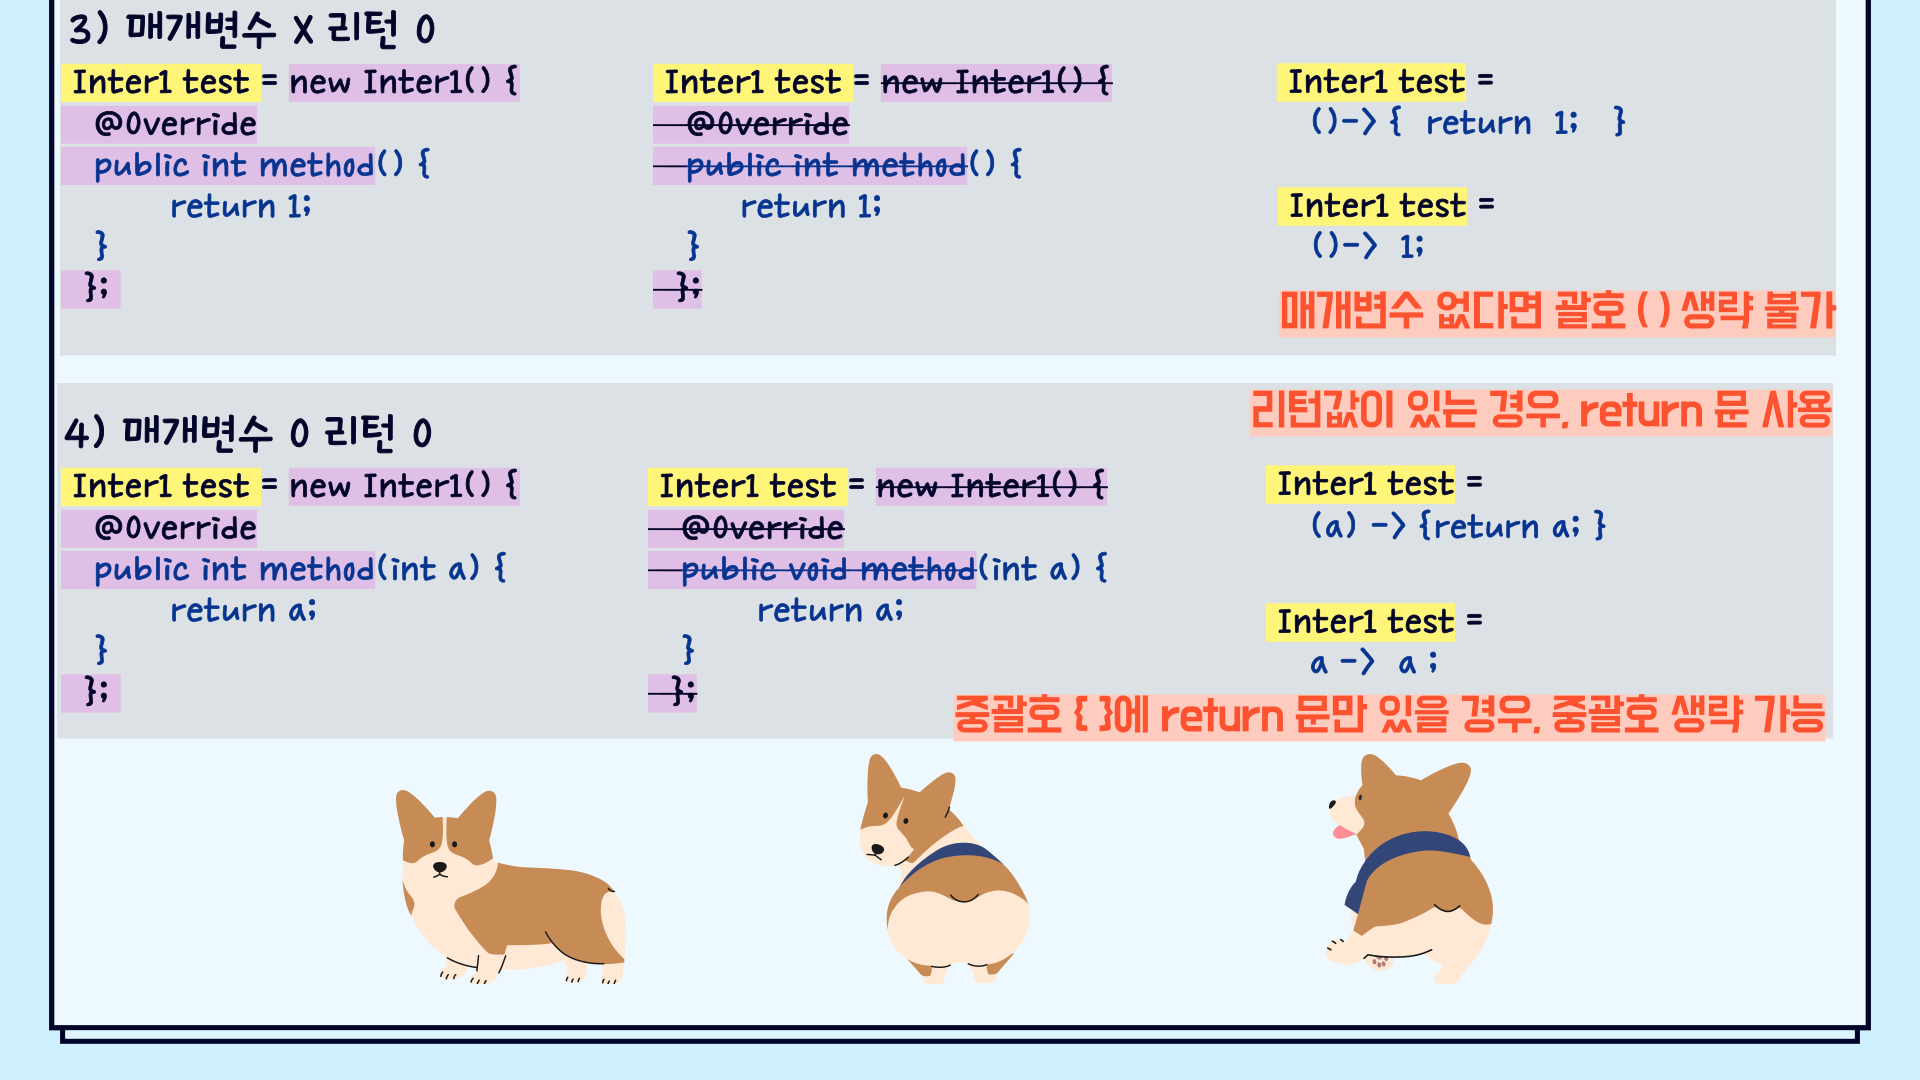 3) 매개변수 X 리턴 O
Inter1 test = new Inter1() {
@Override
public int method() {
return 1;
}
};
Inter1 test = new Inter1() {
@Override
public int method() {
return 1;
}
};
Inter1 test =
()-> { return 1; }
Inter1 test =
()-> 1;
매개변수 없다면 괄호 ( ) 생략 불가
4) 매개변수 O 리턴 O
리턴값이 있는 경우, return 문 사용
Inter1 test = new Inter1() {
@Override
public int method(int a) {
return a;
}
};
Inter1 test = new Inter1() {
@Override
public void method(int a) {
return a;
}
};
Inter1 test =
(a) -> {return a; }
Inter1 test =
a -> a ;
중괄호 { }에 return 문만 있을 경우, 중괄호 생략 가능